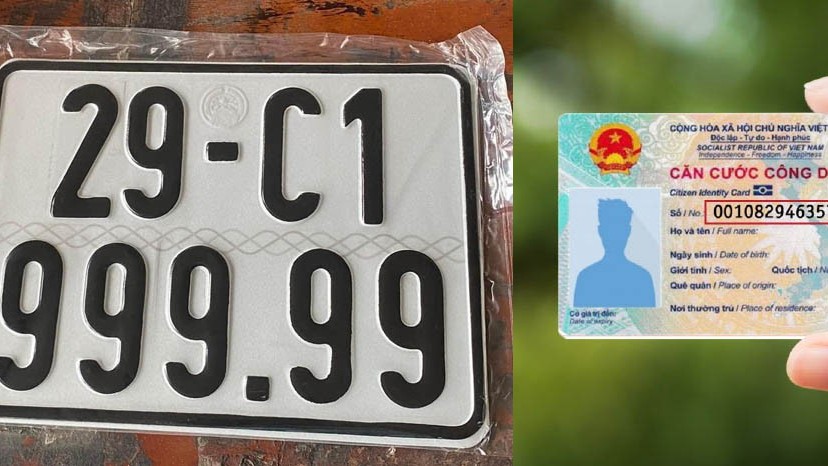 29-C1
999.99
CỘNG HÒA XÃ HỘI CHỦ NGHĨA VIỆT
Độc lập - Tự do - Hạnh phúc
SOCIALIST REPUBLIC OF VIET NAM
Independence - Freedom - Happiness
CĂN CƯỚC CÔNG D
Citizen Identity Card
Số / No.: 001082946357
Họ và tên / Full name:
Ngày sinh / Date of birth:
Giới tính / Sex: Quốc tịch / N
Quê quán / Place of origin:
Nơi thường trú / Place of residence:
Có giá trị đến:
Date of expiry